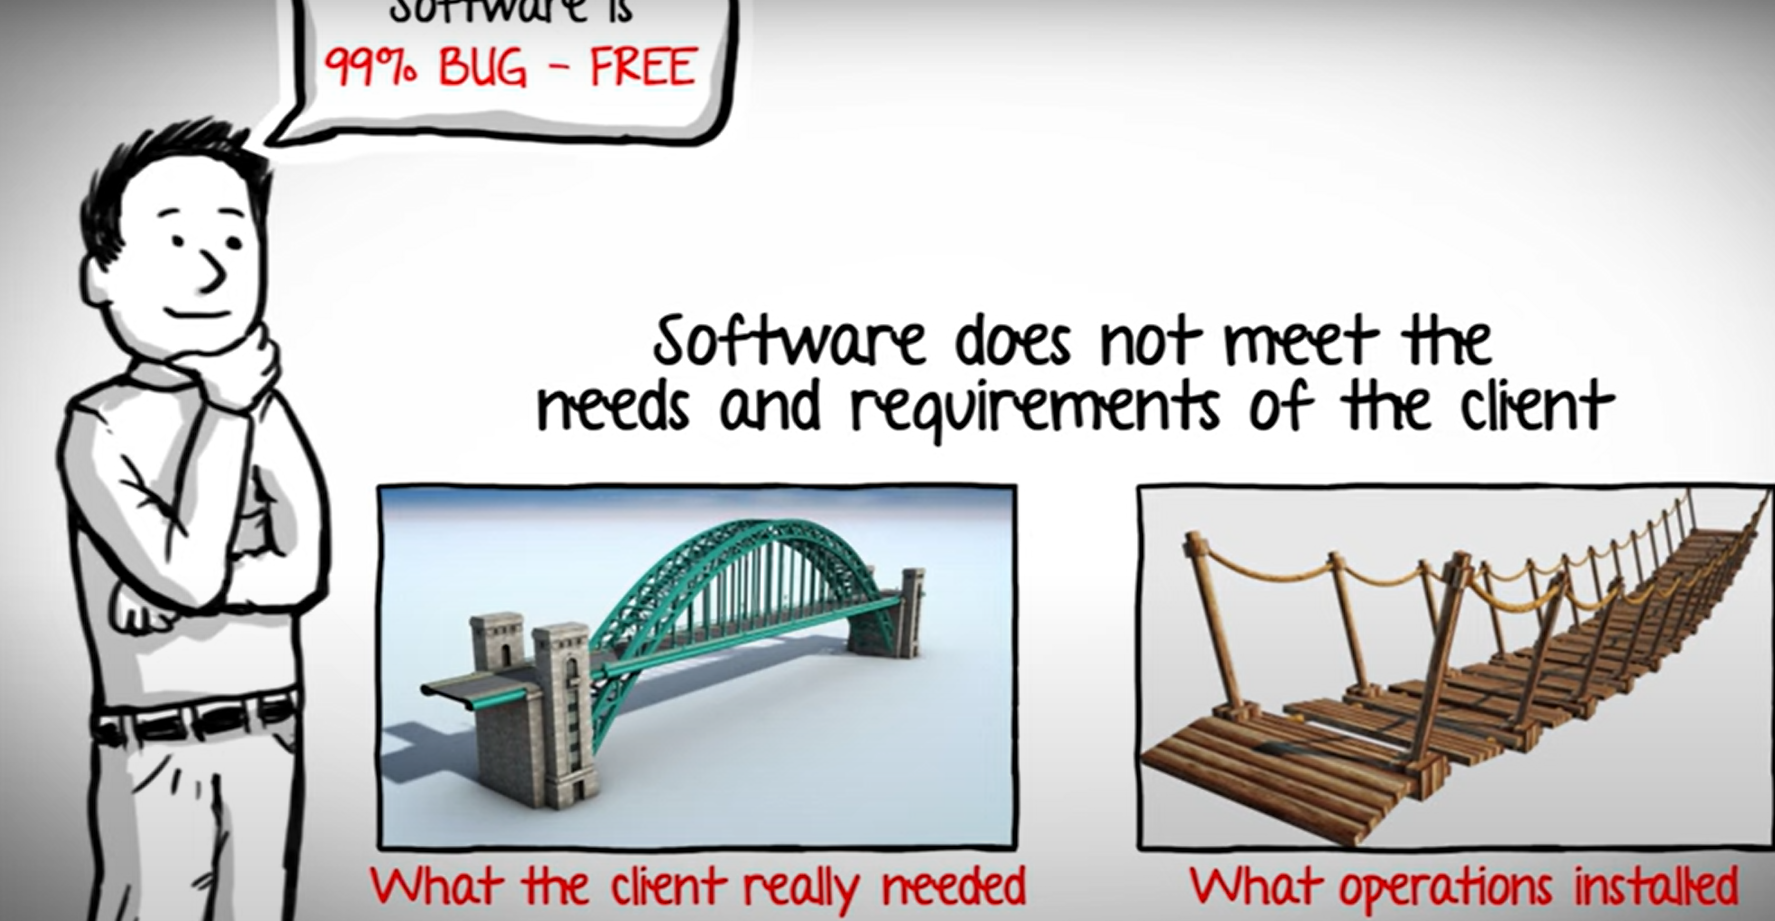 Software is
99% BUG - FREE
Software does not meet the
needs and requirements of the client
What the client really needed
What operations installed